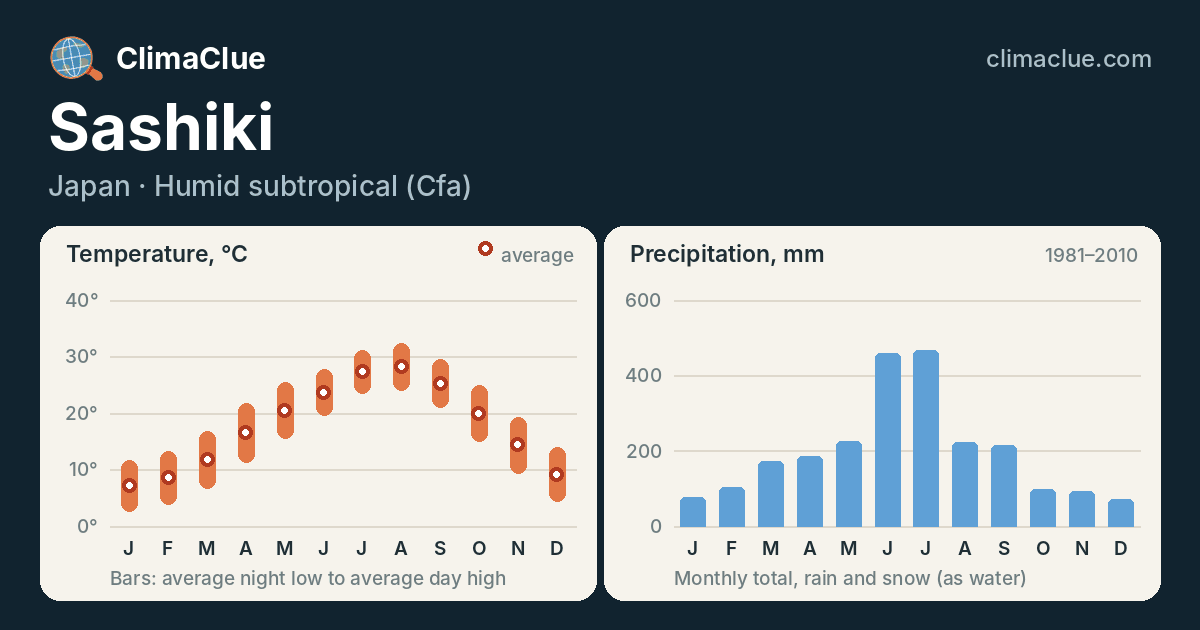 ClimaClue
climaclue.com
Sashiki
Japan · Humid subtropical (Cfa)
Temperature, °C
average
40°
30°
20°
10°
0°
J F M A M J J A S O N D
Bars: average night low to average day high
Precipitation, mm
1981–2010
600
400
200
0
J F M A M J J A S O N D
Monthly total, rain and snow (as water)